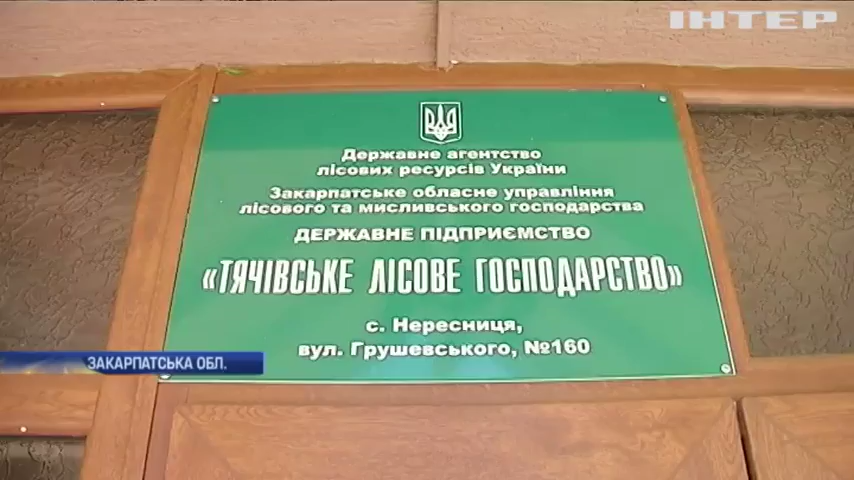 ІНТЕР
Державне агентство
лісових ресурсів України
Закарпатське обласне управління
лісового та мисливського господарства
ДЕРЖАВНЕ ПІДПРИЄМСТВО
«ТЯЧІВСЬКЕ ЛІСОВЕ ГОСПОДАРСТВО»
с. Нересниця,
вул. Грушевського, №160
ЗАКАРПАТСЬКА ОБЛ.